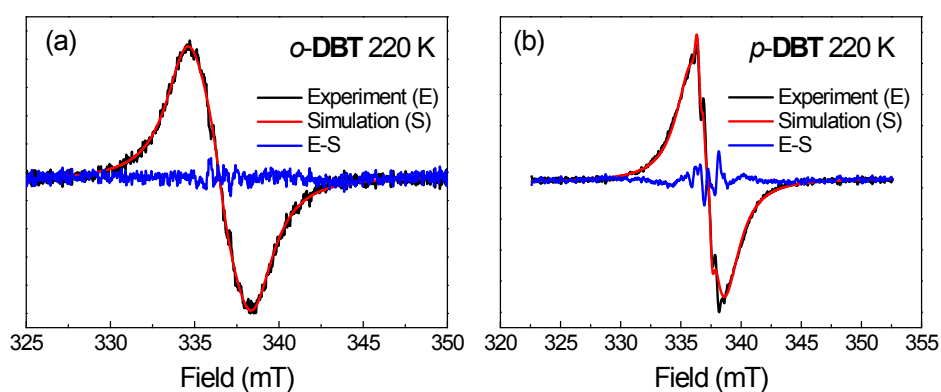 (a)
o-DBT 220 K
Experiment (E)
Simulation (S)
E-S
325 330 335 340 345 350
Field (mT)
(b)
p-DBT 220 K
Experiment (E)
Simulation (S)
E-S
320 325 330 335 340 345 350 355
Field (mT)